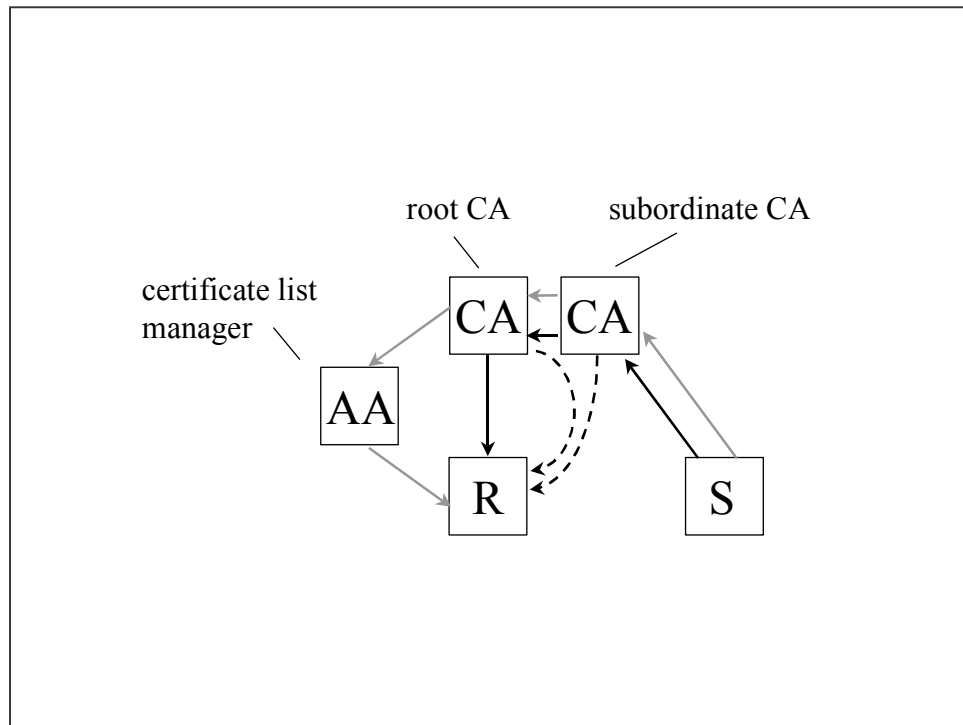 root CA
subordinate CA
certificate list
manager
CA
CA
AA
R
S